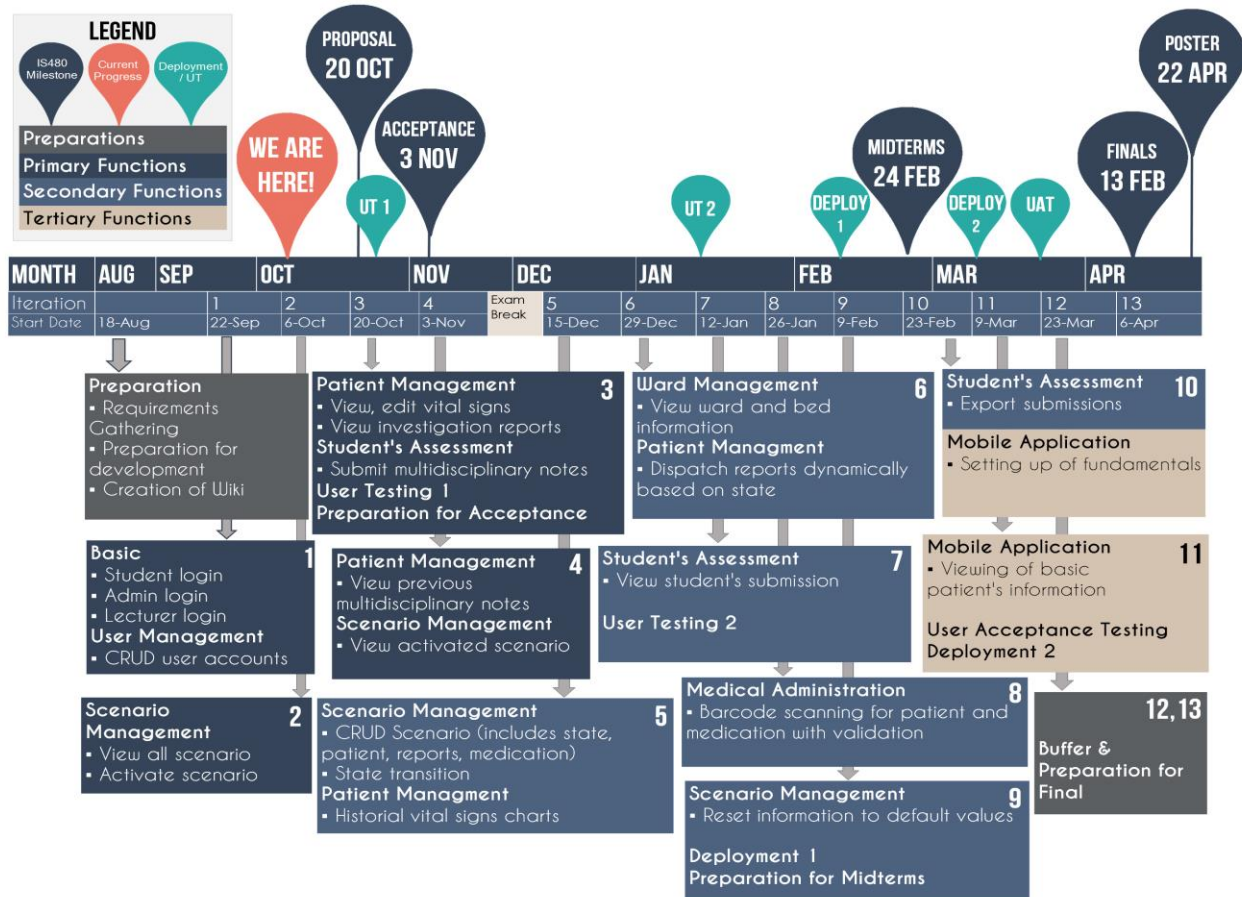 LEGEND
IS480
Milestone
Current
Progress
Deployment
/ UT
Preparations
Primary Functions
Secondary Functions
Tertiary Functions
WE ARE
HERE!
PROPOSAL
20 OCT
UT 1
ACCEPTANCE
3 NOV
UT 2
DEPLOY
1
MIDTERMS
24 FEB
DEPLOY
2
UAT
FINALS
13 FEB
POSTER
22 APR
MONTH AUG SEP OCT NOV DEC JAN FEB MAR APR
Iteration 1 2 3 4 Exam Break 5 6 7 8 9 10 11 12 13
Start Date 18-Aug 22-Sep 6-Oct 20-Oct 3-Nov 15-Dec 29-Dec 12-Jan 26-Jan 9-Feb 23-Feb 9-Mar 23-Mar 6-Apr
Preparation
▪ Requirements
Gathering
▪ Preparation for
development
▪ Creation of Wiki
Basic 1
▪ Student login
▪ Admin login
▪ Lecturer login
User Management
▪ CRUD user accounts
Scenario 2
Management
▪ View all scenario
▪ Activate scenario
Patient Management 3
▪ View, edit vital signs
▪ View investigation reports
Student's Assessment
▪ Submit multidisciplinary notes
User Testing 1
Preparation for Acceptance
Patient Management 4
▪ View previous
multidisciplinary notes
Scenario Management
▪ View activated scenario
Scenario Management 5
▪ CRUD Scenario (includes state,
patient, reports, medication)
▪ State transition
Patient Managment
▪ Historial vital signs charts
Ward Management 6
▪ View ward and bed
information
Patient Managment
▪ Dispatch reports dynamically
based on state
Student's Assessment 7
▪ View student's submission
User Testing 2
Medical Administration 8
▪ Barcode scanning for patient and
medication with validation
Scenario Management 9
▪ Reset information to default values
Deployment 1
Preparation for Midterms
Student's Assessment 10
▪ Export submissions
Mobile Application
▪ Setting up of fundamentals
Mobile Application 11
▪ Viewing of basic
patient's information
User Acceptance Testing
Deployment 2
12, 13
Buffer &
Preparation for
Final